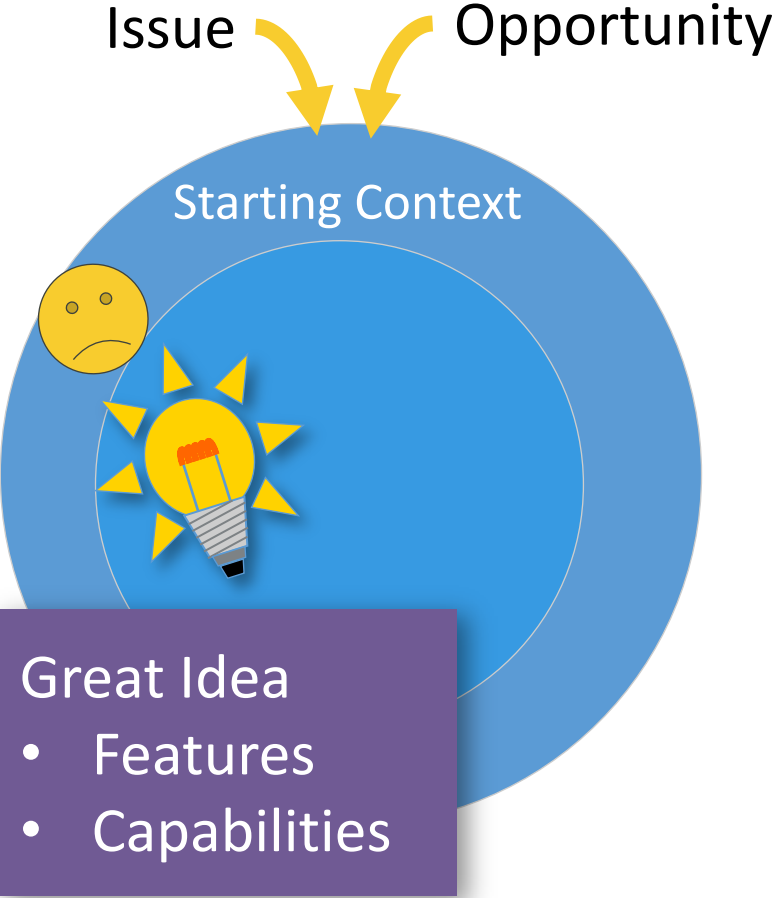 Issue
Opportunity
Starting Context
Great Idea
• Features
• Capabilities